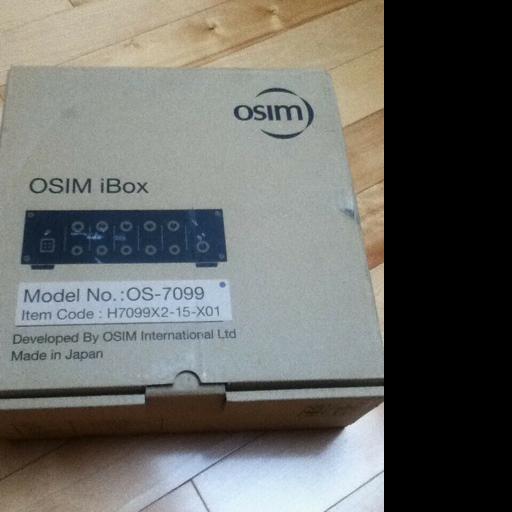 OSIM
OSIM iBox
Model No.:OS-7099
Item Code : H7099X2-15-X01
Developed By OSIM International Ltd
Made in Japan